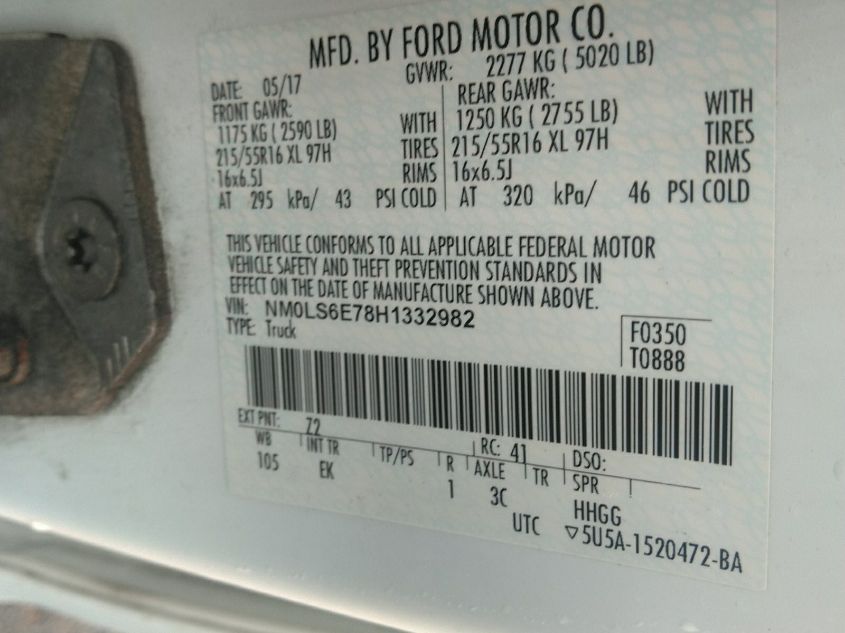 MFD. BY FORD MOTOR CO.
DATE: 05/17 GVWR: 2277 KG ( 5020 LB)
FRONT GAWR: REAR GAWR:
1175 KG ( 2590 LB) WITH 1250 KG ( 2755 LB) WITH
215/55R16 XL 97H TIRES 215/55R16 XL 97H TIRES
16x6.5J RIMS 16x6.5J RIMS
AT 295 kPa/ 43 PSI COLD AT 320 kPa/ 46 PSI COLD
THIS VEHICLE CONFORMS TO ALL APPLICABLE FEDERAL MOTOR
VEHICLE SAFETY AND THEFT PREVENTION STANDARDS IN
EFFECT ON THE DATE OF MANUFACTURE SHOWN ABOVE.
VIN: NM0LS6E78H1332982
TYPE: Truck
F0350
T0888
EXT PNT: Z2 RC: 41 DSO:
WB INT TR TP/PS R AXLE TR SPR
105 EK 1 3C HHGG
UTC ▽5U5A-1520472-BA